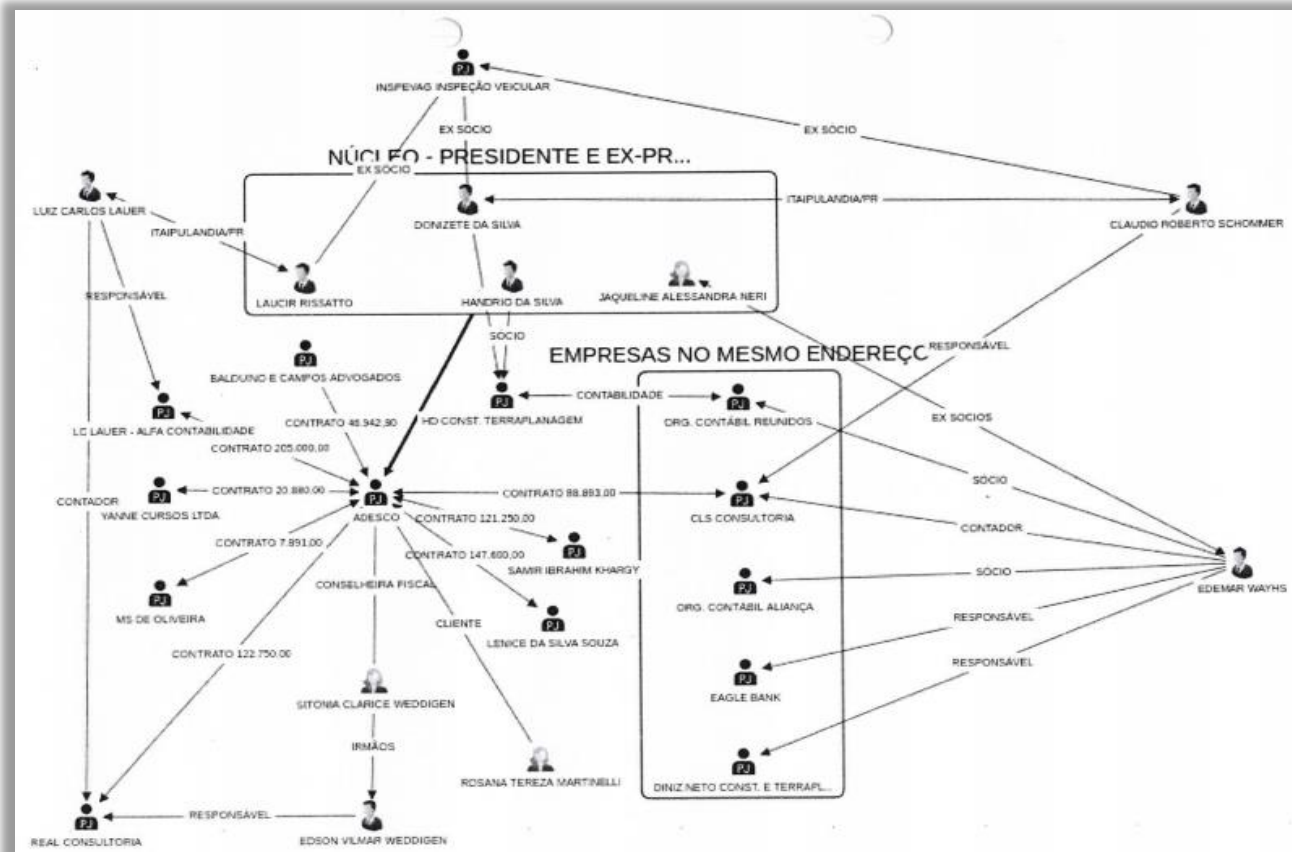 INSPEVAG INSPEÇÃO VEICULAR
EX SÓCIO
EX SÓCIO
NÚCLEO - PRESIDENTE E EX-PR...
EX SÓCIO
LUIZ CARLOS LAUER
DONIZETE DA SILVA
ITAIPULANDIA/PR
CLAUDIO ROBERTO SCHOMMER
ITAIPULANDIA/PR
LAUCIR RISSATTO
HANDRIO DA SILVA
JAQUELINE ALESSANDRA NERI
RESPONSÁVEL
SÓCIO
RESPONSÁVEL
EMPRESAS NO MESMO ENDEREÇO
BALDUINO E CAMPOS ADVOGADOS
CONTABILIDADE
LC LAUER - ALFA CONTABILIDADE
CONTRATO 46.942,90
HD CONST. TERRAPLANAGEM
ORG. CONTÁBIL REUNIDOS
EX SOCIOS
CONTRATO 205.000,00
SÓCIO
CONTADOR
YANNE CURSOS LTDA
CONTRATO 20.880,00
ADESCO
CONTRATO 88.893,00
CLS CONSULTORIA
CONTRATO 121.250,00
CONTADOR
CONTRATO 7.891,00
CONTRATO 147.600,00
SAMIR IBRAHIM KHARGY
SÓCIO
EDEMAR WAYHS
MS DE OLIVEIRA
CONSELHEIRA FISCAL
ORG. CONTÁBIL ALIANÇA
CLIENTE
LENICE DA SILVA SOUZA
RESPONSÁVEL
CONTRATO 122.750,00
RESPONSÁVEL
SITONIA CLARICE WEDDIGEN
EAGLE BANK
IRMÃOS
ROSANA TEREZA MARTINELLI
DINIZ NETO CONST. E TERRAPL...
REAL CONSULTORIA
RESPONSÁVEL
EDSON VILMAR WEDDIGEN